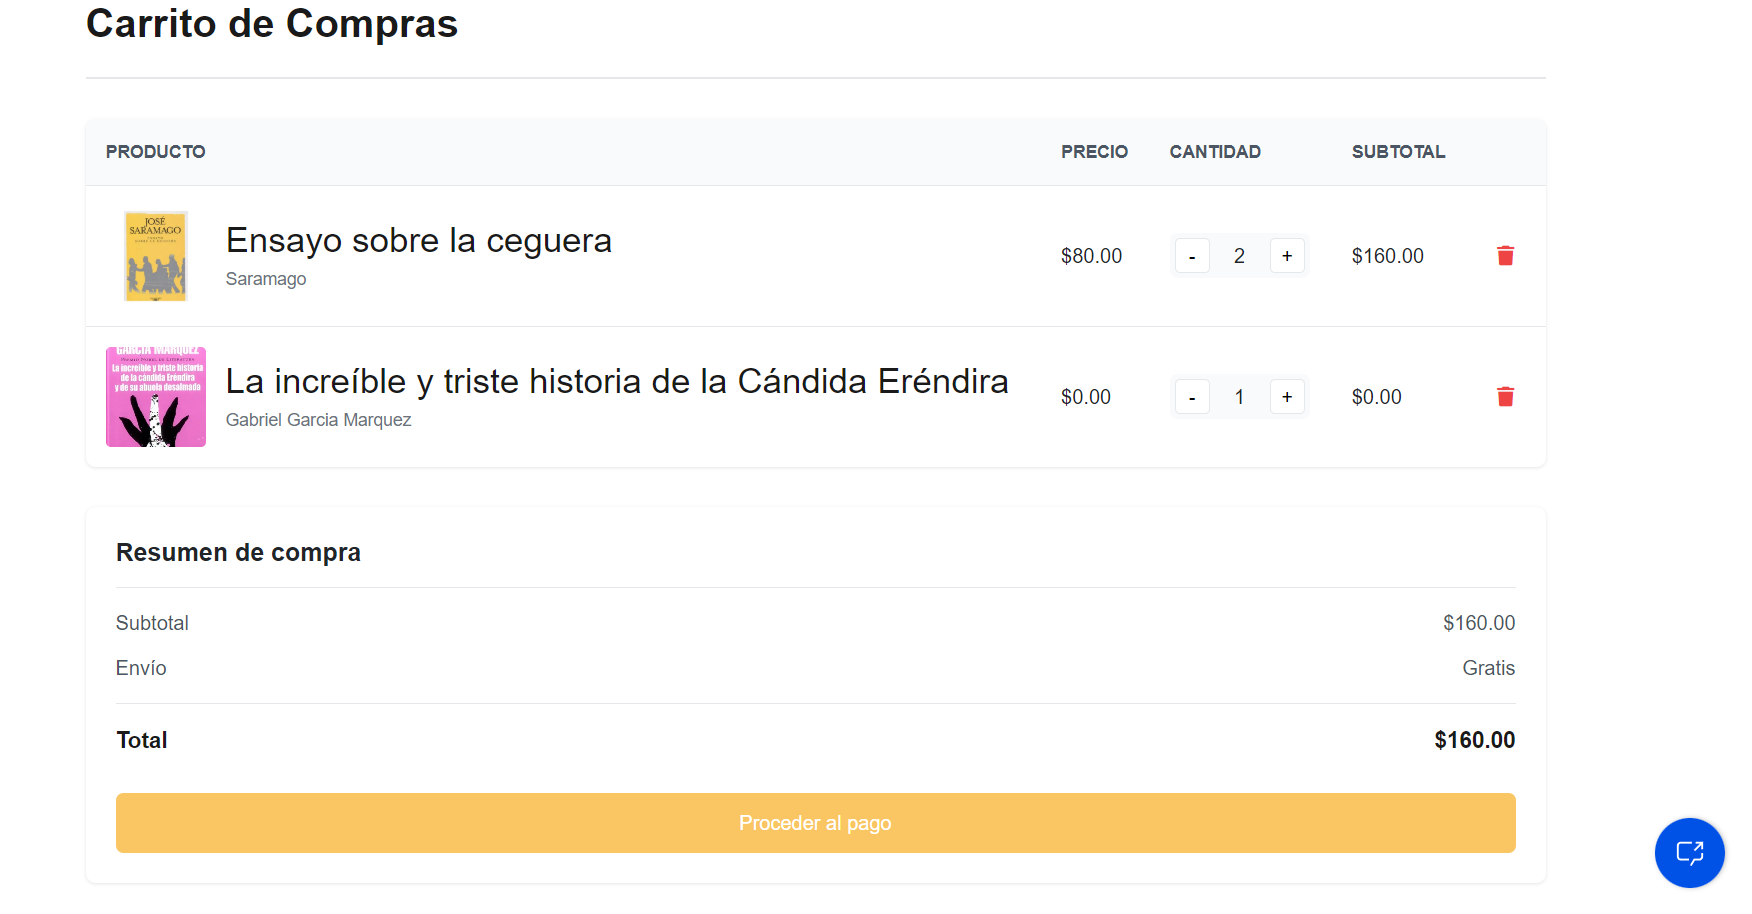 Carrito de Compras
PRODUCTO PRECIO CANTIDAD SUBTOTAL
JOSÉ
SARAMAGO
Ensayo sobre la ceguera
Saramago
$80.00 - 2 + $160.00
GARCIA MARQUEZ
La increíble y triste historia
de la cándida Eréndira
y de su abuela desalmada
La increíble y triste historia de la Cándida Eréndira
Gabriel Garcia Marquez
$0.00 - 1 + $0.00
Resumen de compra
Subtotal $160.00
Envío Gratis
Total $160.00
Proceder al pago